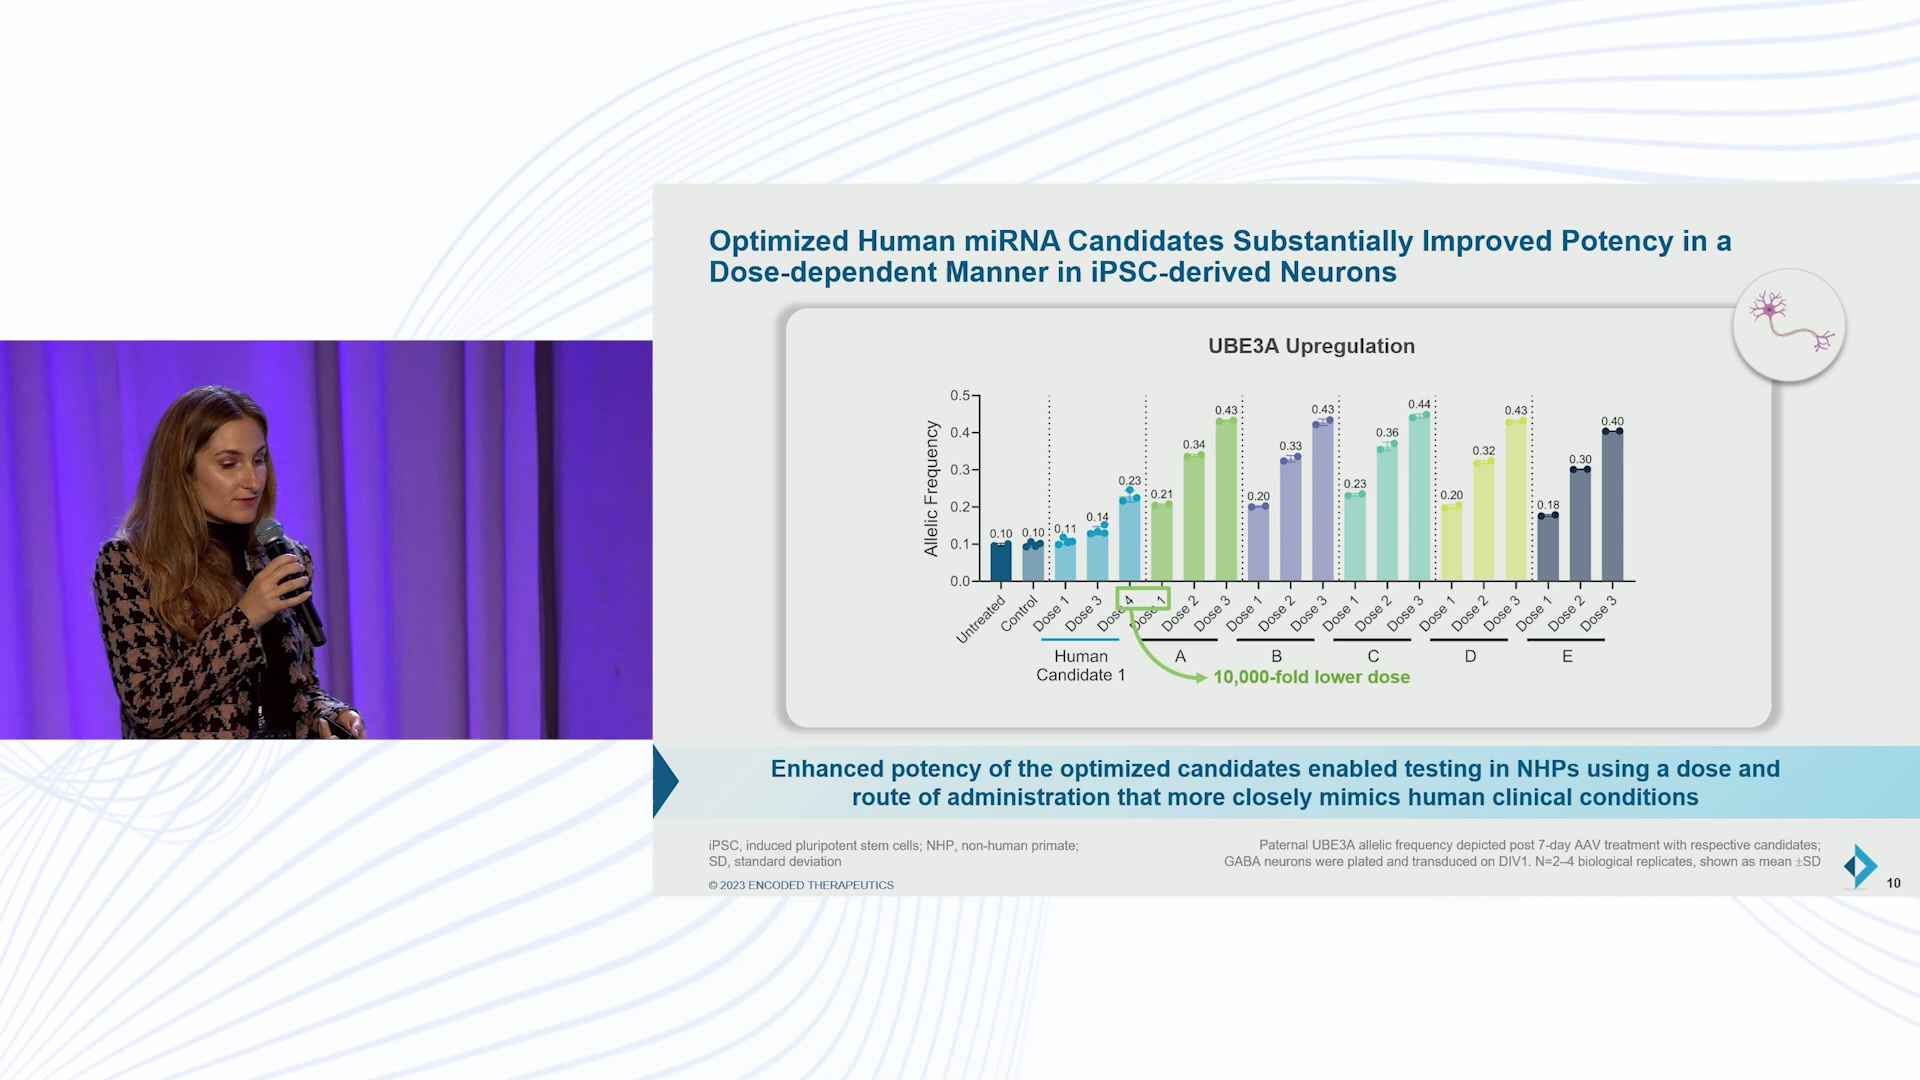 Optimized Human miRNA Candidates Substantially Improved Potency in a
Dose-dependent Manner in iPSC-derived Neurons
UBE3A Upregulation
Allelic Frequency
0.5
0.4
0.3
0.2
0.1
0.0
0.10
0.10
0.11
0.14
0.23
0.21
0.34
0.43
0.20
0.33
0.43
0.23
0.36
0.44
0.20
0.32
0.43
0.18
0.30
0.40
Untreated
Control
Dose 1
Dose 3
Dose 4
Dose 1
Dose 2
Dose 3
Dose 1
Dose 2
Dose 3
Dose 1
Dose 2
Dose 3
Dose 1
Dose 2
Dose 3
Dose 1
Dose 2
Dose 3
Human
Candidate 1
A
B
C
D
E
10,000-fold lower dose
Enhanced potency of the optimized candidates enabled testing in NHPs using a dose and
route of administration that more closely mimics human clinical conditions
iPSC, induced pluripotent stem cells; NHP, non-human primate;
SD, standard deviation
© 2023 ENCODED THERAPEUTICS
Paternal UBE3A allelic frequency depicted post 7-day AAV treatment with respective candidates;
GABA neurons were plated and transduced on DIV1. N=2–4 biological replicates, shown as mean ±SD
10